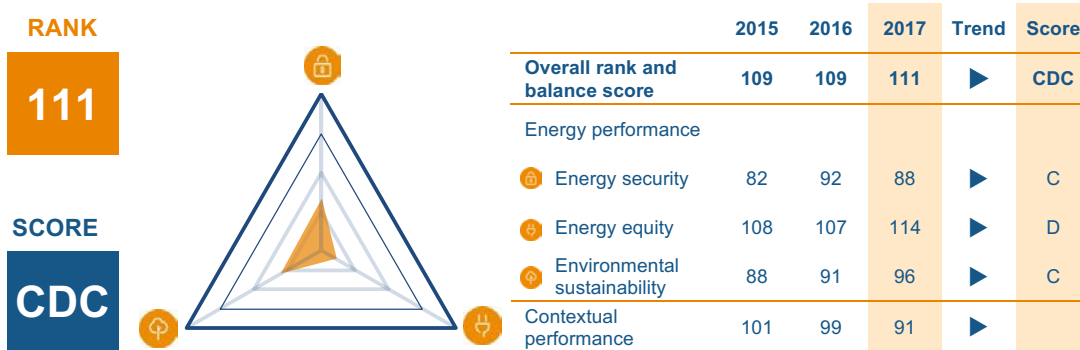 RANK
111
SCORE
CDC
2015 2016 2017 Trend Score
Overall rank and
balance score 109 109 111 CDC
Energy performance
Energy security 82 92 88 C
Energy equity 108 107 114 D
Environmental
sustainability 88 91 96 C
Contextual
performance 101 99 91